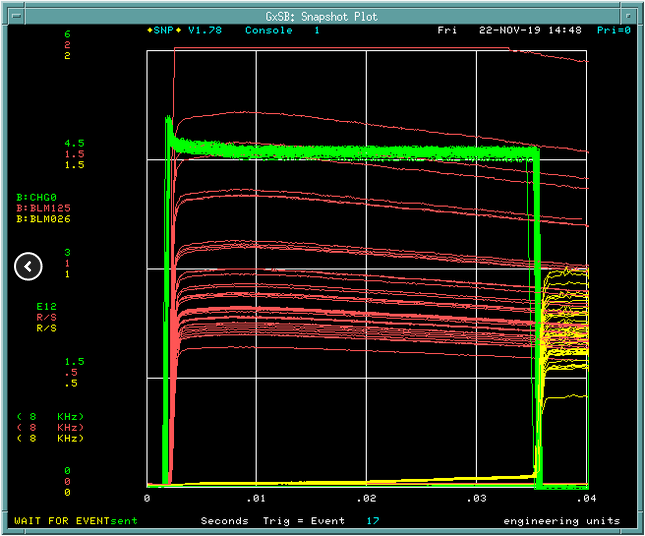 GxSB: Snapshot Plot
◆SNP◆ V1.78 Console 1 Fri 22-NOV-19 14:48 Pri=0
6
2
2
4.5
1.5
1.5
B:CHG0
B:BLM125
B:BLM026
3
1
1
E12
R/S
R/S
1.5
.5
.5
( 8 KHz)
( 8 KHz)
( 8 KHz)
0
0
0
0 .01 .02 .03 .04
WAIT FOR EVENTsent Seconds Trig = Event 17 engineering units